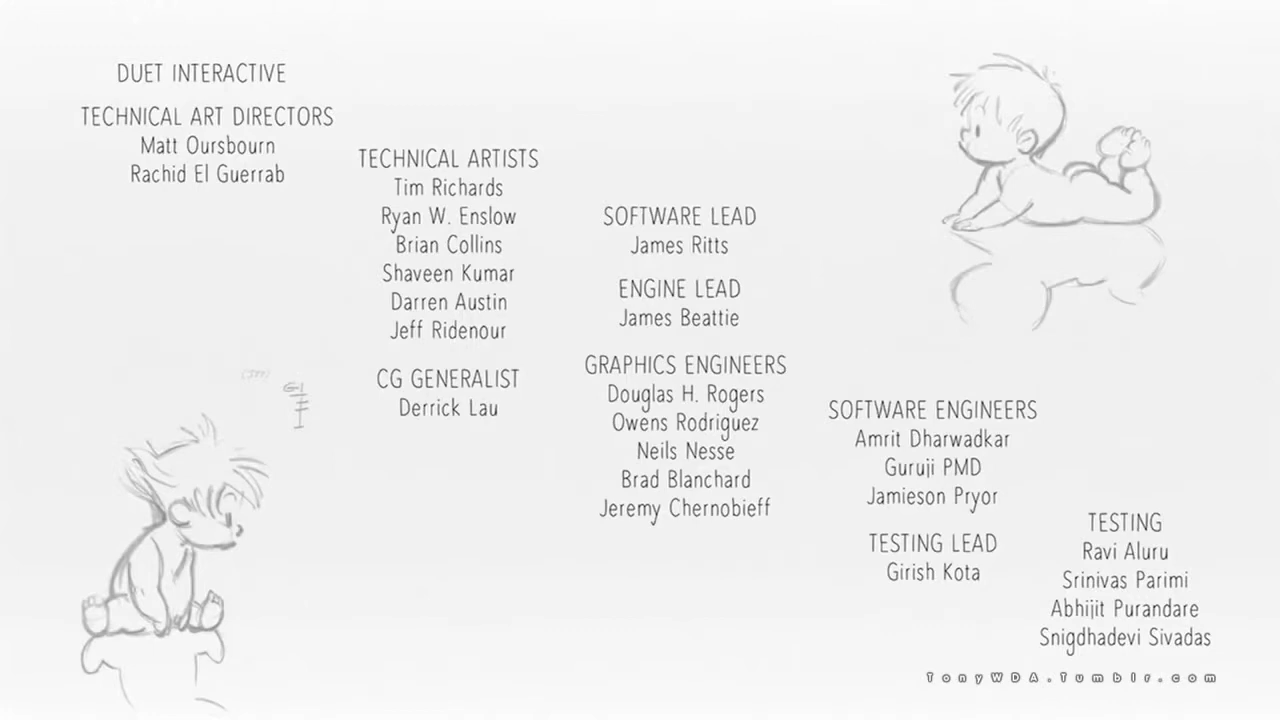 DUET INTERACTIVE
TECHNICAL ART DIRECTORS
Matt Oursbourn
Rachid El Guerrab
TECHNICAL ARTISTS
Tim Richards
Ryan W. Enslow
Brian Collins
Shaveen Kumar
Darren Austin
Jeff Ridenour
CG GENERALIST
Derrick Lau
SOFTWARE LEAD
James Ritts
ENGINE LEAD
James Beattie
GRAPHICS ENGINEERS
Douglas H. Rogers
Owens Rodriguez
Neils Nesse
Brad Blanchard
Jeremy Chernobieff
SOFTWARE ENGINEERS
Amrit Dharwadkar
Guruji PMD
Jamieson Pryor
TESTING LEAD
Girish Kota
TESTING
Ravi Aluru
Srinivas Parimi
Abhijit Purandare
Snigdhadevi Sivadas
TonyWDA.Tumblr.com